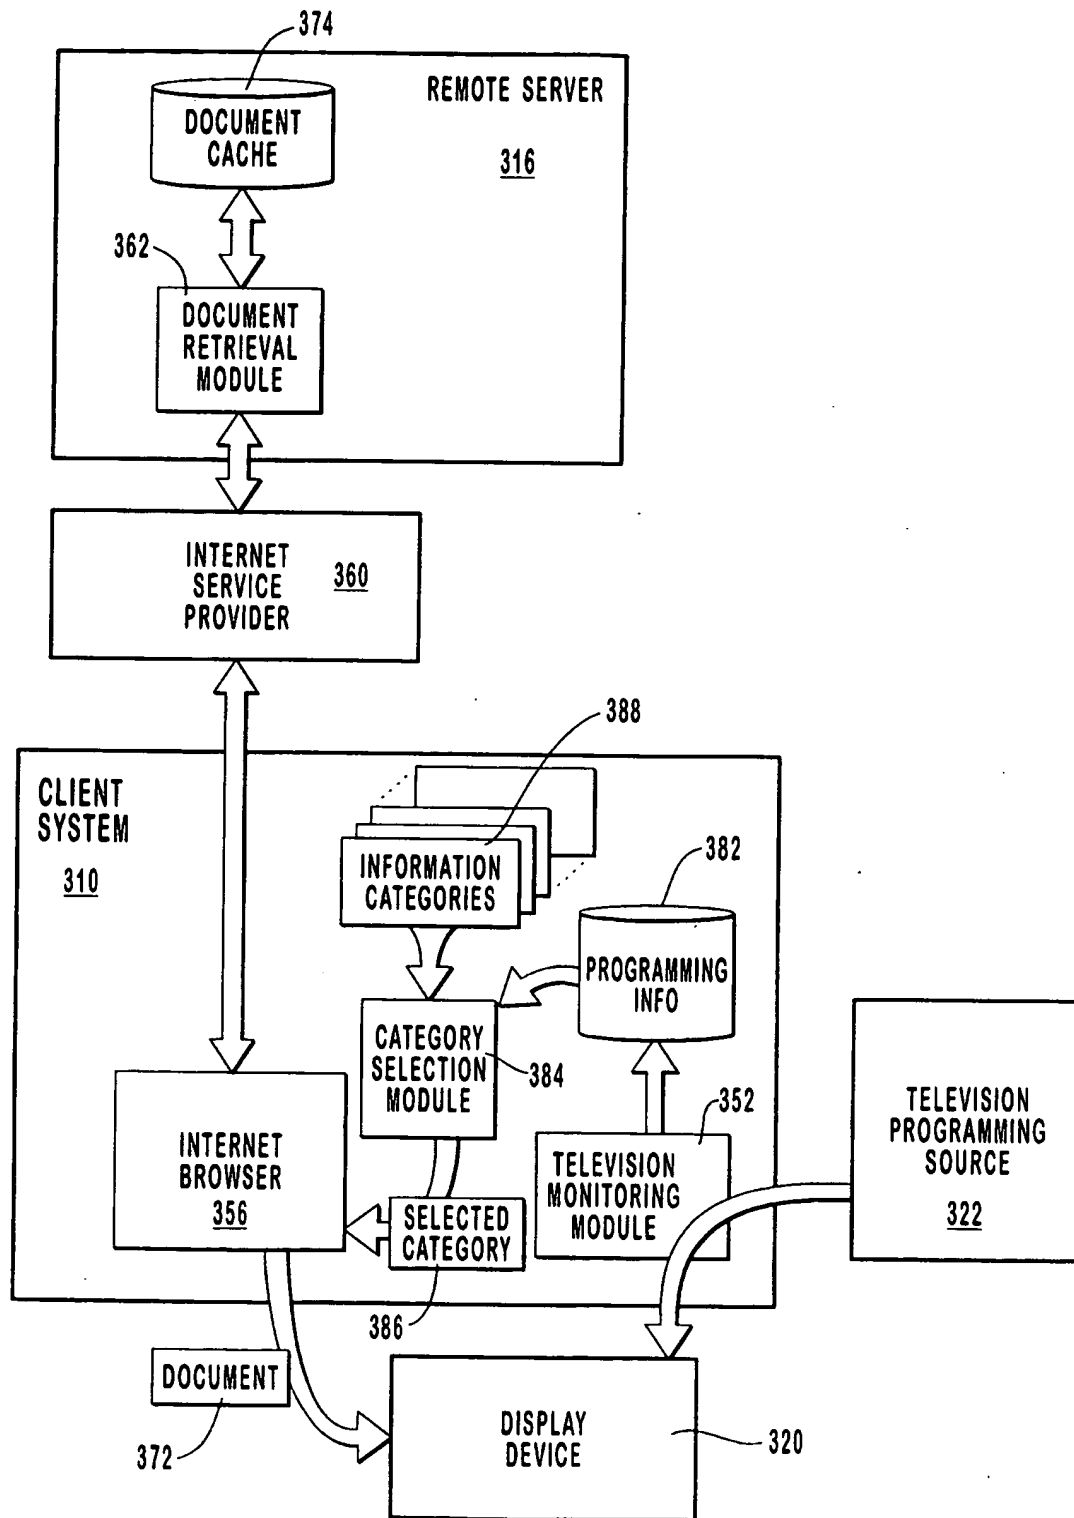 374
REMOTE SERVER
316
DOCUMENT
CACHE
362
DOCUMENT
RETRIEVAL
MODULE
INTERNET
SERVICE
PROVIDER
360
388
CLIENT
SYSTEM
310
INFORMATION
CATEGORIES
382
PROGRAMMING
INFO
CATEGORY
SELECTION
MODULE
384
352
TELEVISION
PROGRAMMING
SOURCE
322
INTERNET
BROWSER
356
TELEVISION
MONITORING
MODULE
SELECTED
CATEGORY
386
DOCUMENT
372
DISPLAY
DEVICE
320